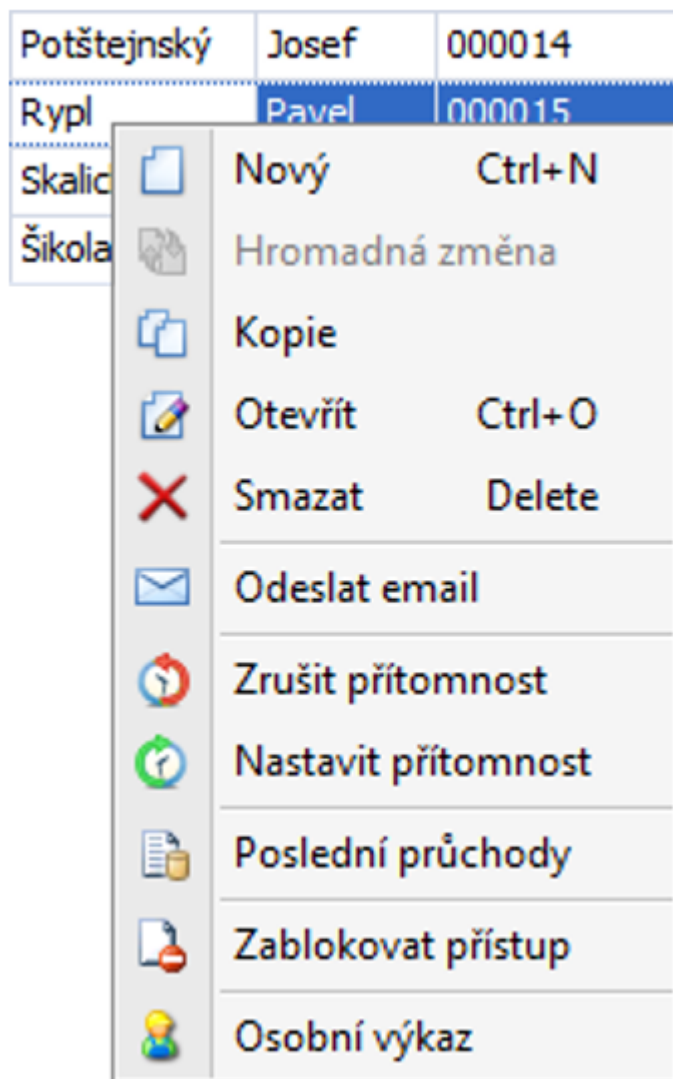 Potštejnský Josef 000014
Rypl Pavel 000015
Šikola
Nový Ctrl+N
Hromadná změna
Kopie
Otevřít Ctrl+O
Smazat Delete
Odeslat email
Zrušit přítomnost
Nastavit přítomnost
Poslední průchody
Zablokovat přístup
Osobní výkaz